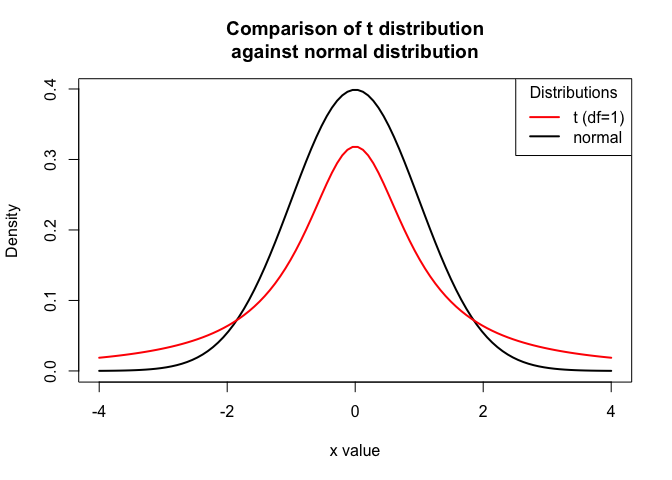 Comparison of t distribution
against normal distribution
Distributions
t (df=1)
normal
Density
0.4
0.3
0.2
0.1
0.0
-4 -2 0 2 4
x value